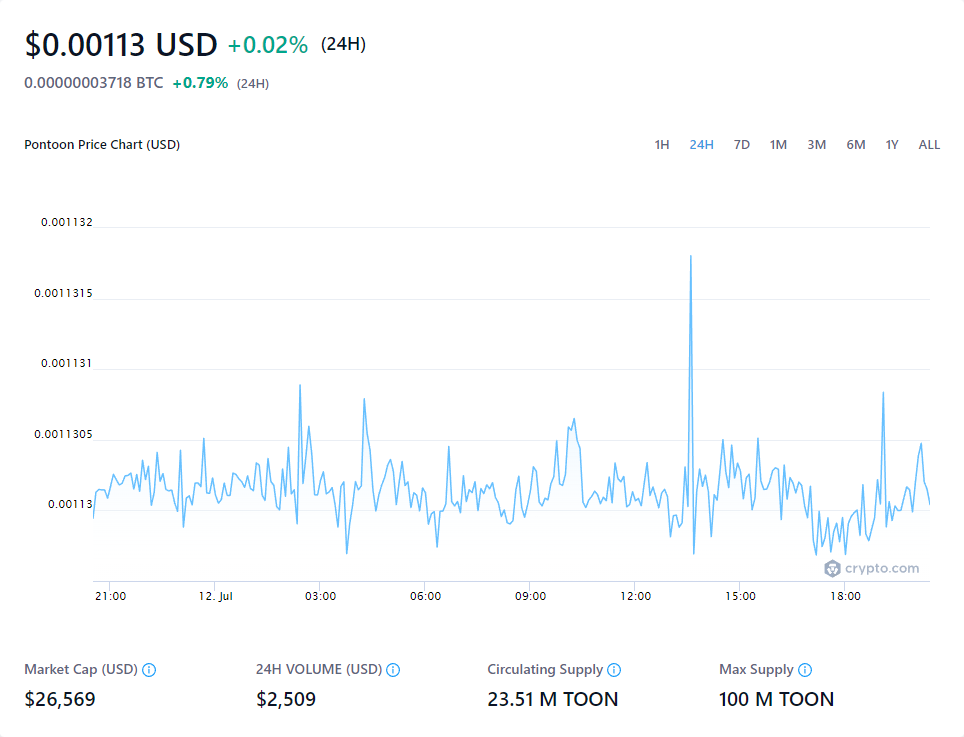 $0.00113 USD +0.02% (24H)
0.00000003718 BTC +0.79% (24H)
Pontoon Price Chart (USD) 1H 24H 7D 1M 3M 6M 1Y ALL
0.001132
0.0011315
0.001131
0.0011305
0.00113
crypto.com
21:00 12. Jul 03:00 06:00 09:00 12:00 15:00 18:00
Market Cap (USD) 24H VOLUME (USD) Circulating Supply Max Supply
$26,569 $2,509 23.51 M TOON 100 M TOON